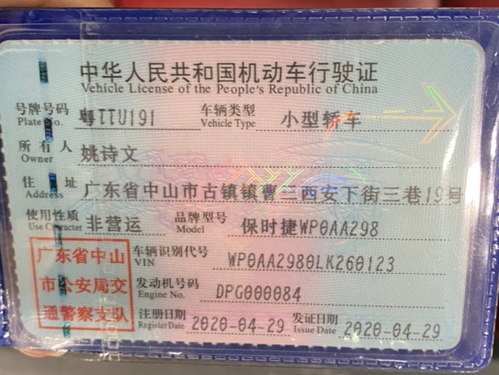 中华人民共和国机动车行驶证
Vehicle License of the People's Republic of China
号牌号码 粤TTU191 车辆类型 小型轿车
Plate No. Vehicle Type
所有人 姚诗文
Owner
住址 广东省中山市古镇镇曹三西安下街三巷19号
Address
使用性质 非营运 品牌型号 保时捷WP0AA298
Use Character Model
广东省中山
市公安局交
通警察支队
车辆识别代号 WP0AA2980LK260123
VIN
发动机号码 DPG000084
Engine No.
注册日期 2020-04-29 发证日期 2020-04-29
Register Date Issue Date